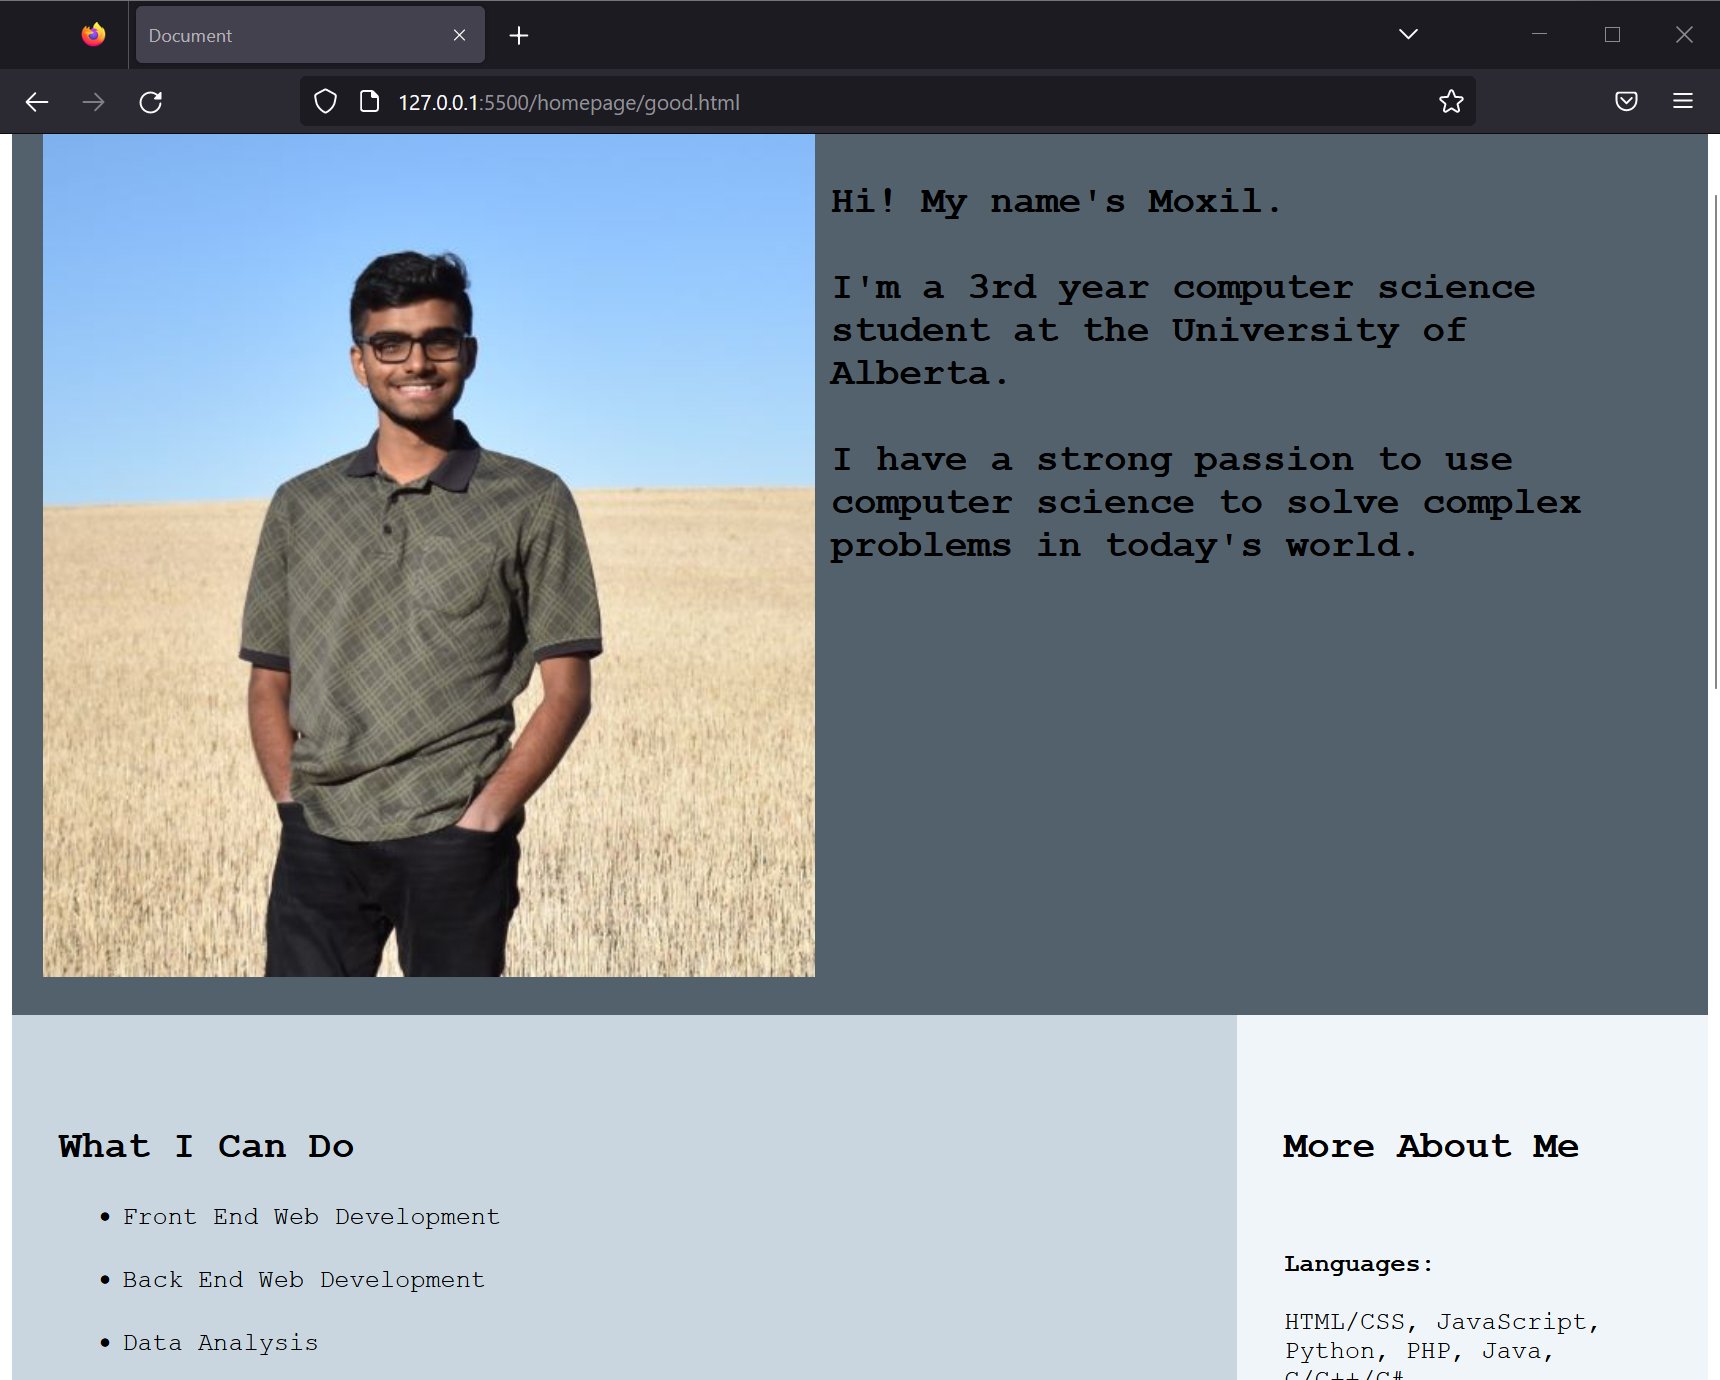 Document
127.0.0.1:5500/homepage/good.html
Hi! My name's Moxil.
I'm a 3rd year computer science
student at the University of
Alberta.
I have a strong passion to use
computer science to solve complex
problems in today's world.
What I Can Do
• Front End Web Development
• Back End Web Development
• Data Analysis
More About Me
Languages:
HTML/CSS, JavaScript,
Python, PHP, Java,
C/C++/C#